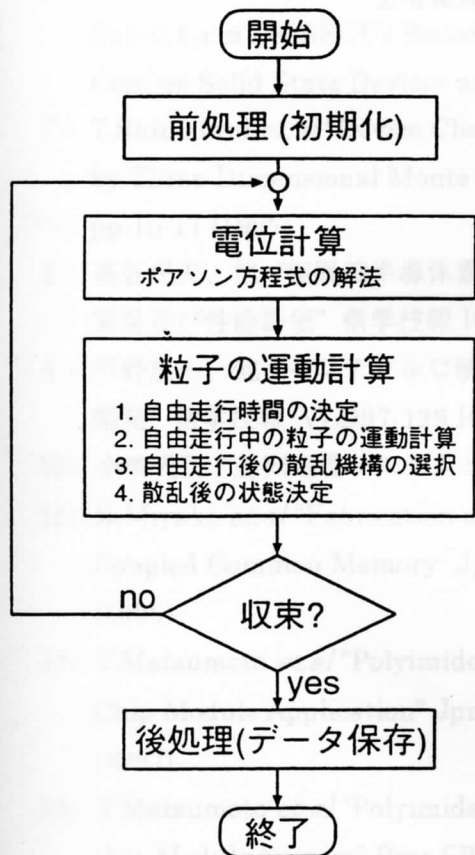 開始
前処理 (初期化)
電位計算
ポアソン方程式の解法
粒子の運動計算
1. 自由走行時間の決定
2. 自由走行中の粒子の運動計算
3. 自由走行後の散乱機構の選択
4. 散乱後の状態決定
no
収束?
yes
後処理(データ保存)
終了